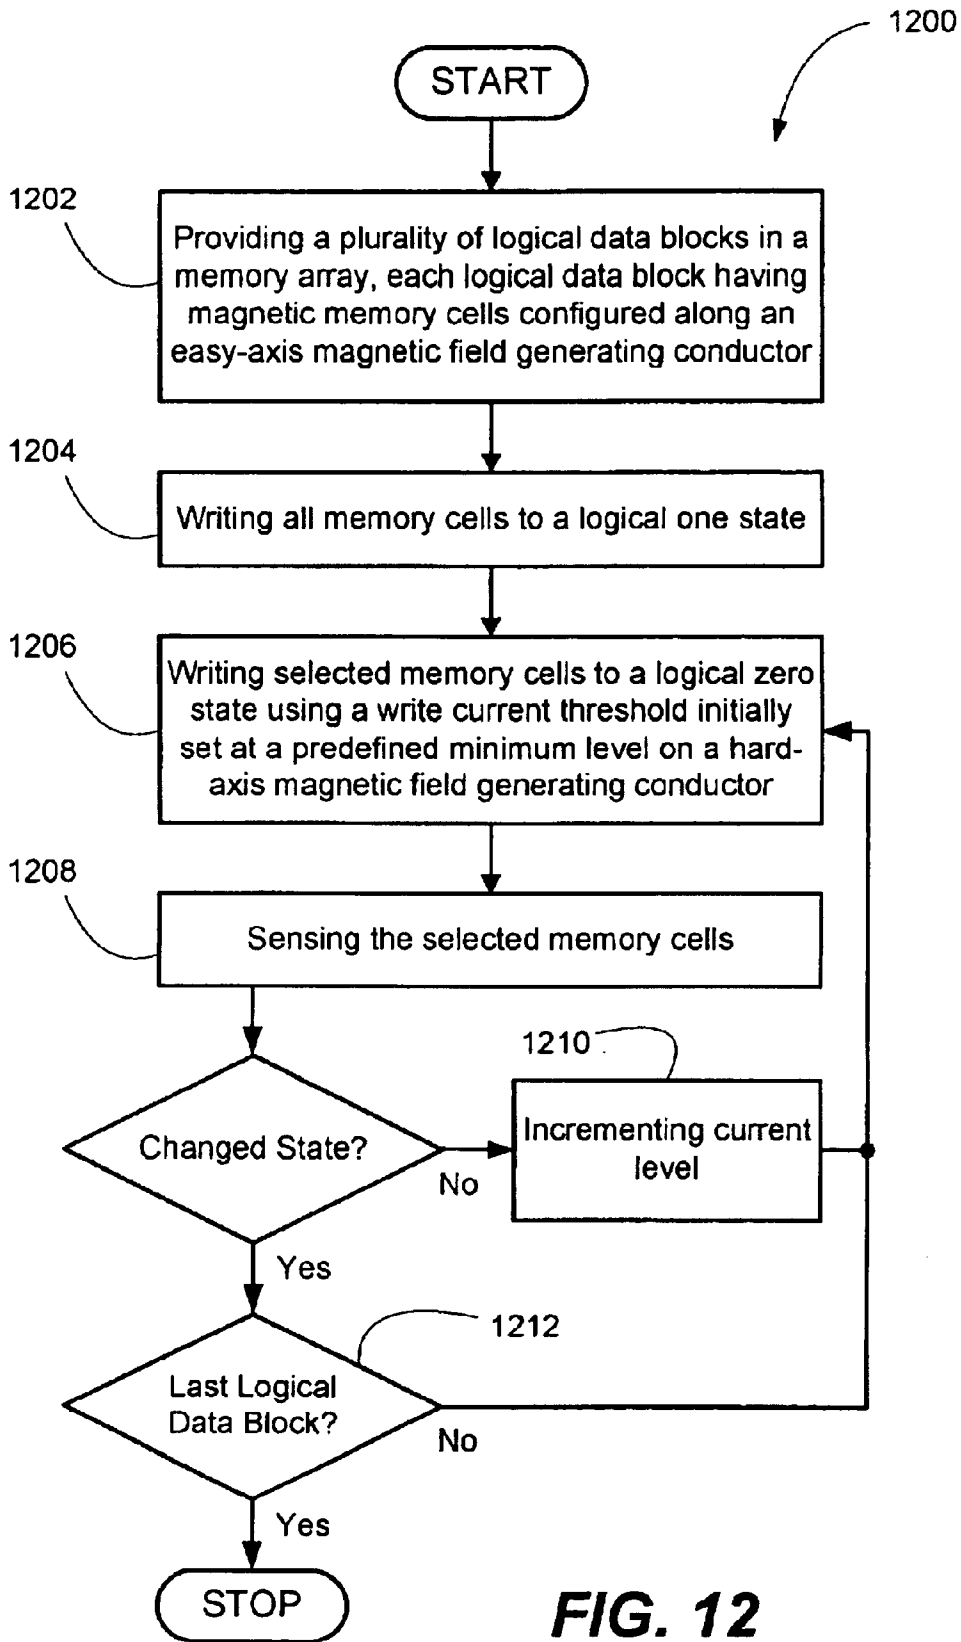 1200
START
1202
Providing a plurality of logical data blocks in a
memory array, each logical data block having
magnetic memory cells configured along an
easy-axis magnetic field generating conductor
1204
Writing all memory cells to a logical one state
1206
Writing selected memory cells to a logical zero
state using a write current threshold initially
set at a predefined minimum level on a hard-
axis magnetic field generating conductor
1208
Sensing the selected memory cells
1210
Changed State?
No
Incrementing current
level
Yes
1212
Last Logical
Data Block?
No
Yes
STOP
FIG. 12